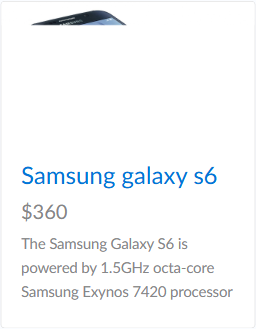 Samsung galaxy s6
$360
The Samsung Galaxy S6 is
powered by 1.5GHz octa-core
Samsung Exynos 7420 processor